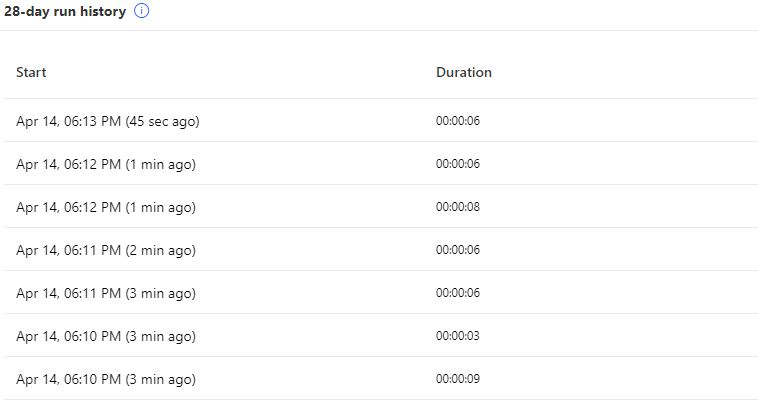 28-day run history
Start Duration
Apr 14, 06:13 PM (45 sec ago) 00:00:06
Apr 14, 06:12 PM (1 min ago) 00:00:06
Apr 14, 06:12 PM (1 min ago) 00:00:08
Apr 14, 06:11 PM (2 min ago) 00:00:06
Apr 14, 06:11 PM (3 min ago) 00:00:06
Apr 14, 06:10 PM (3 min ago) 00:00:03
Apr 14, 06:10 PM (3 min ago) 00:00:09